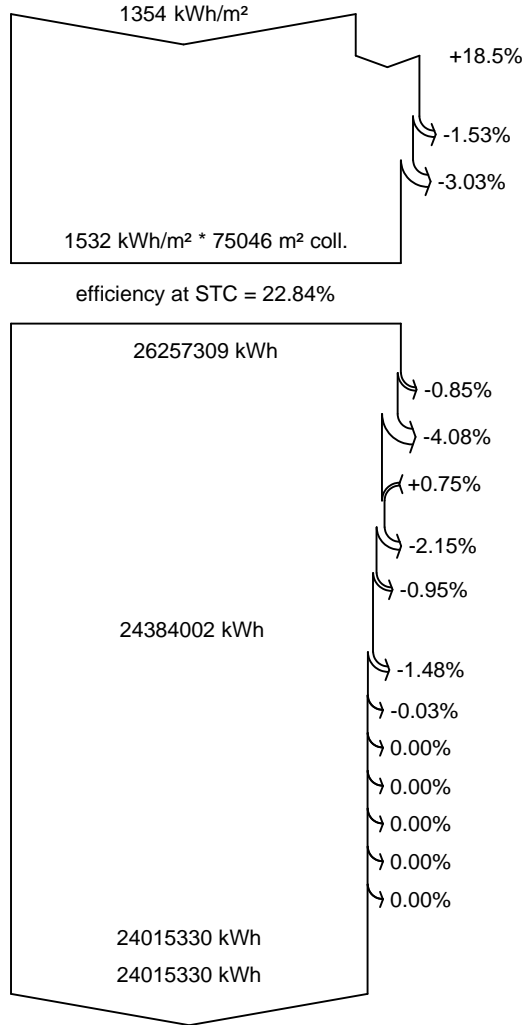 1354 kWh/m²
+18.5%
-1.53%
-3.03%
1532 kWh/m² * 75046 m² coll.
efficiency at STC = 22.84%
26257309 kWh
-0.85%
-4.08%
+0.75%
-2.15%
-0.95%
24384002 kWh
-1.48%
-0.03%
0.00%
0.00%
0.00%
0.00%
0.00%
24015330 kWh
24015330 kWh